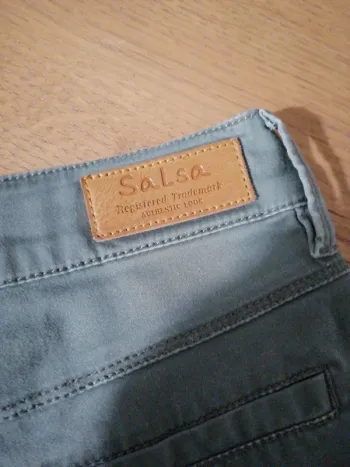 Salsa
Registered Trademark
AUTHENTIC LOOK